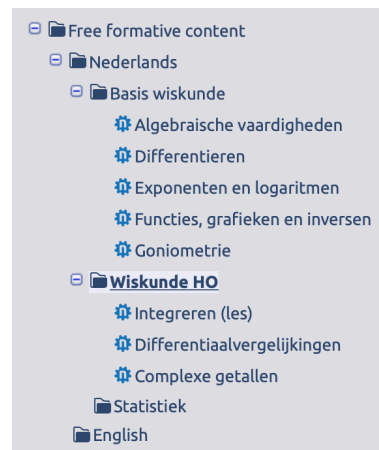 Free formative content
Nederlands
Basis wiskunde
Algebraïsche vaardigheden
Differentieren
Exponenten en logaritmen
Functies, grafieken en inversen
Goniometrie
Wiskunde HO
Integreren (les)
Differentiaalvergelijkingen
Complexe getallen
Statistiek
English